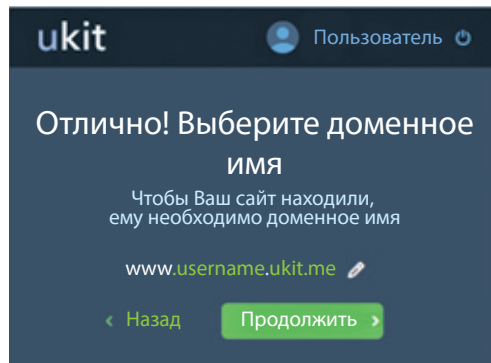 ukit
Пользователь
Отлично! Выберите доменное
имя
Чтобы Ваш сайт находили,
ему необходимо доменное имя
www.username.ukit.me
Назад
Продолжить